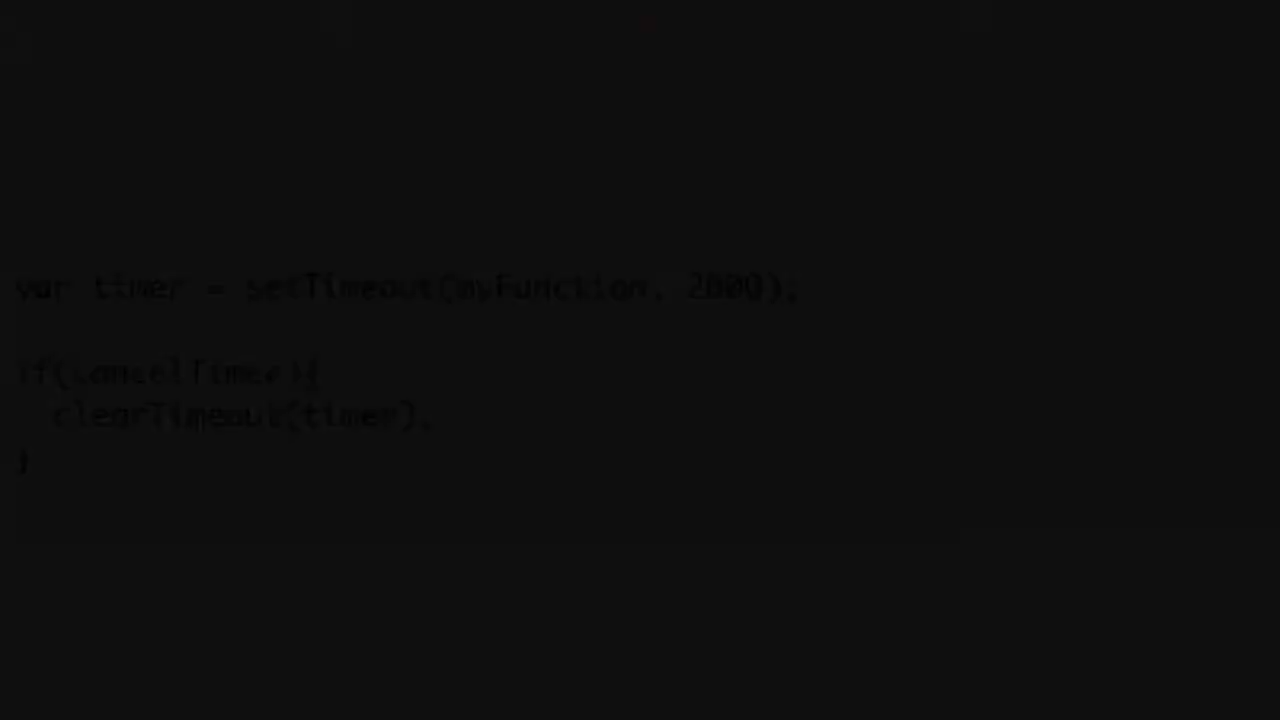 var timer = setTimeout(myFunction, 2000);
if(cancelTimer){
clearTimeout(timer);
}